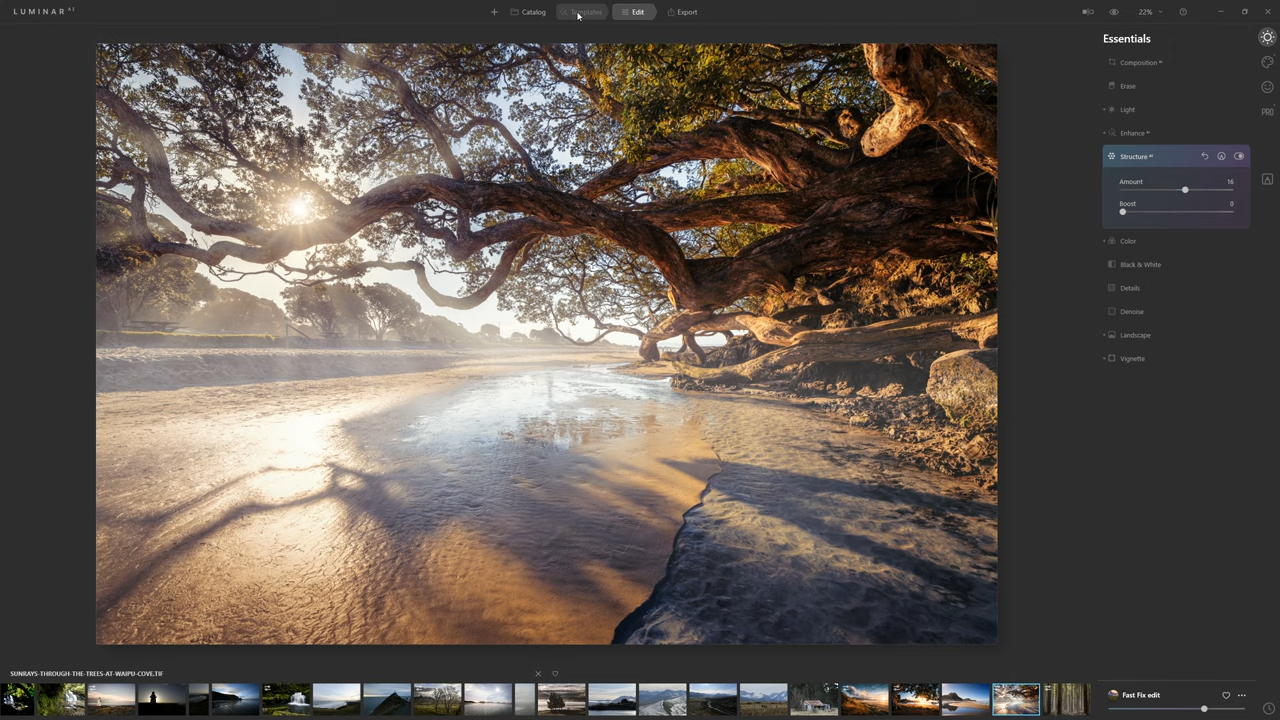 LUMINAR AI
+ Catalog Templates Edit Export
22%
Essentials
Composition AI
Erase
Light
PRO
Enhance AI
Structure AI
Amount 16
Boost 0
Color
Black & White
Details
Denoise
Landscape
Vignette
SUNRAYS-THROUGH-THE-TREES-AT-WAIPU-COVE.TIF
Fast Fix edit